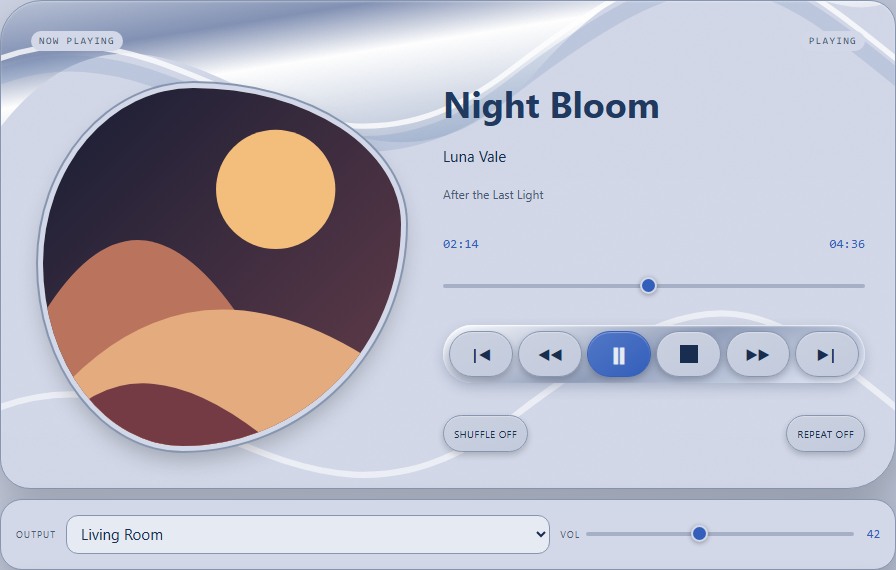 NOW PLAYING
PLAYING
Night Bloom
Luna Vale
After the Last Light
02:14
04:36
SHUFFLE OFF
REPEAT OFF
OUTPUT
Living Room
VOL
42